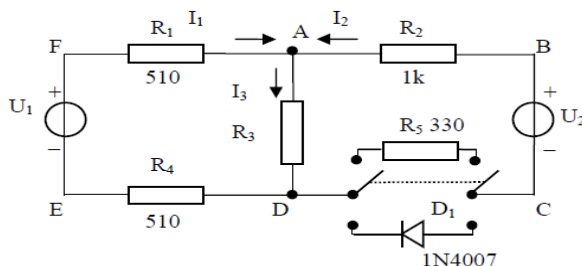 I1
I2
F
R1
A
R2
B
510
1k
+
U1
−
I3
R3
R5 330
+
U2
−
R4
E
510
D
D1
C
1N4007